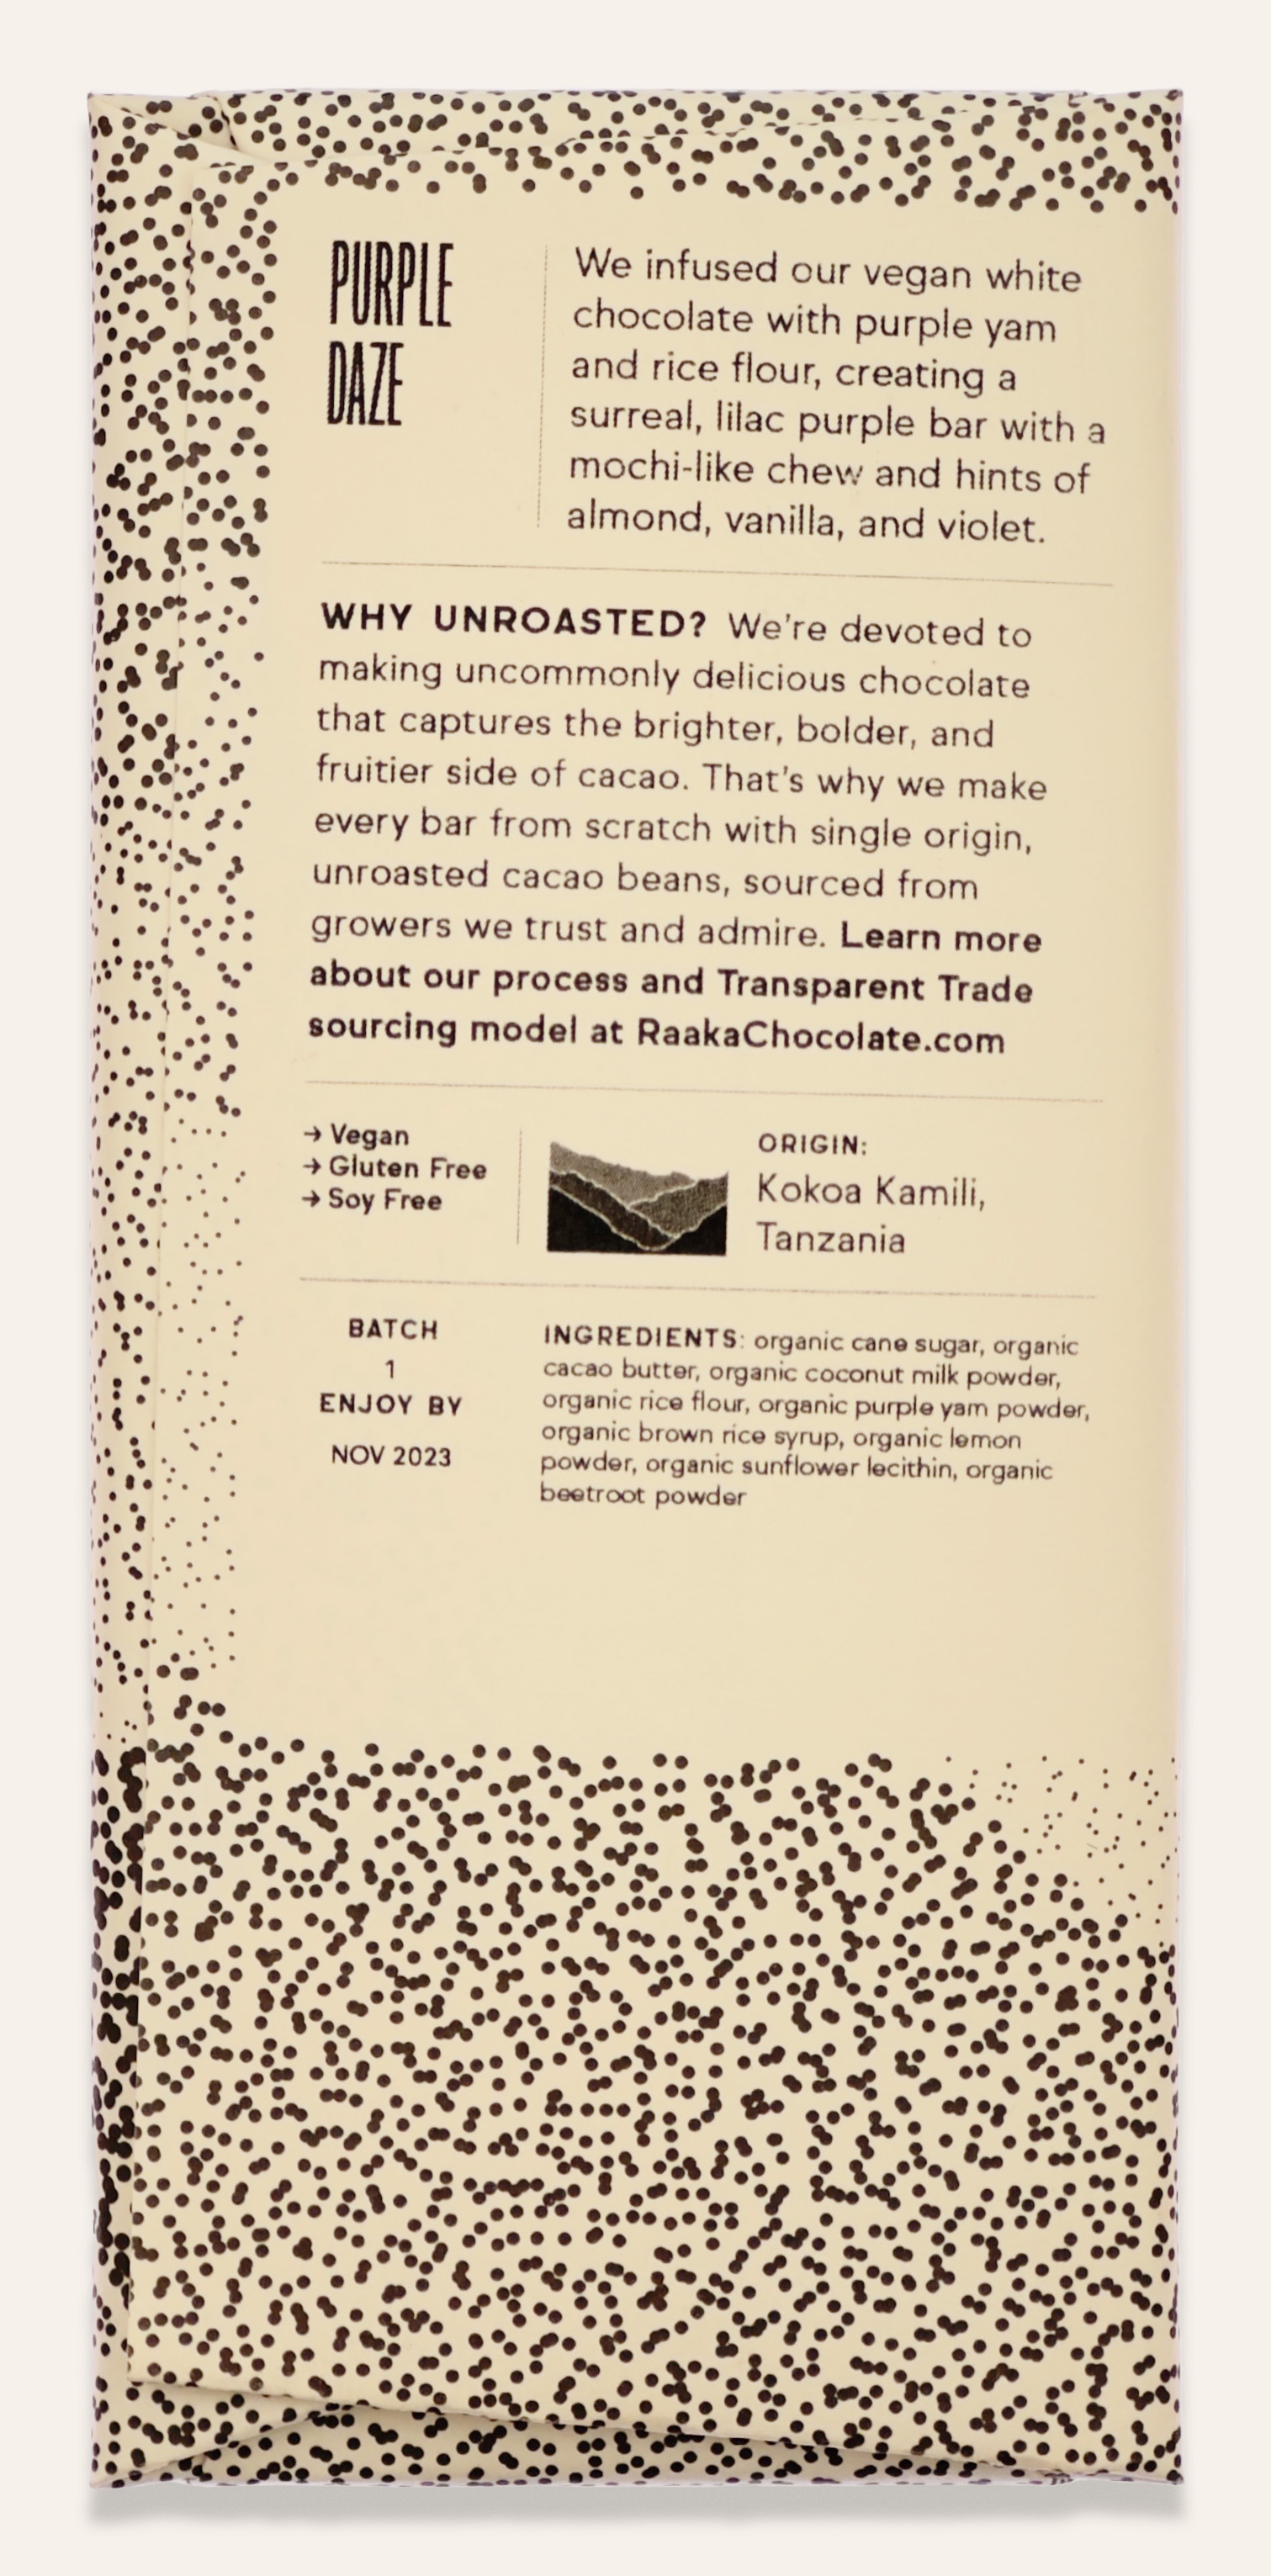 PURPLE
DAZE
We infused our vegan white
chocolate with purple yam
and rice flour, creating a
surreal, lilac purple bar with a
mochi-like chew and hints of
almond, vanilla, and violet.
WHY UNROASTED? We're devoted to
making uncommonly delicious chocolate
that captures the brighter, bolder, and
fruitier side of cacao. That's why we make
every bar from scratch with single origin,
unroasted cacao beans, sourced from
growers we trust and admire. Learn more
about our process and Transparent Trade
sourcing model at RaakaChocolate.com
→ Vegan
→ Gluten Free
→ Soy Free
ORIGIN:
Kokoa Kamili,
Tanzania
BATCH
1
ENJOY BY
NOV 2023
INGREDIENTS: organic cane sugar, organic
cacao butter, organic coconut milk powder,
organic rice flour, organic purple yam powder,
organic brown rice syrup, organic lemon
powder, organic sunflower lecithin, organic
beetroot powder